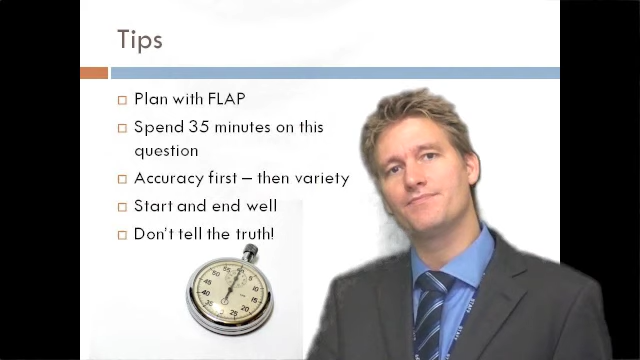 Tips
Plan with FLAP
Spend 35 minutes on this
question
Accuracy first – then variety
Start and end well
Don't tell the truth!